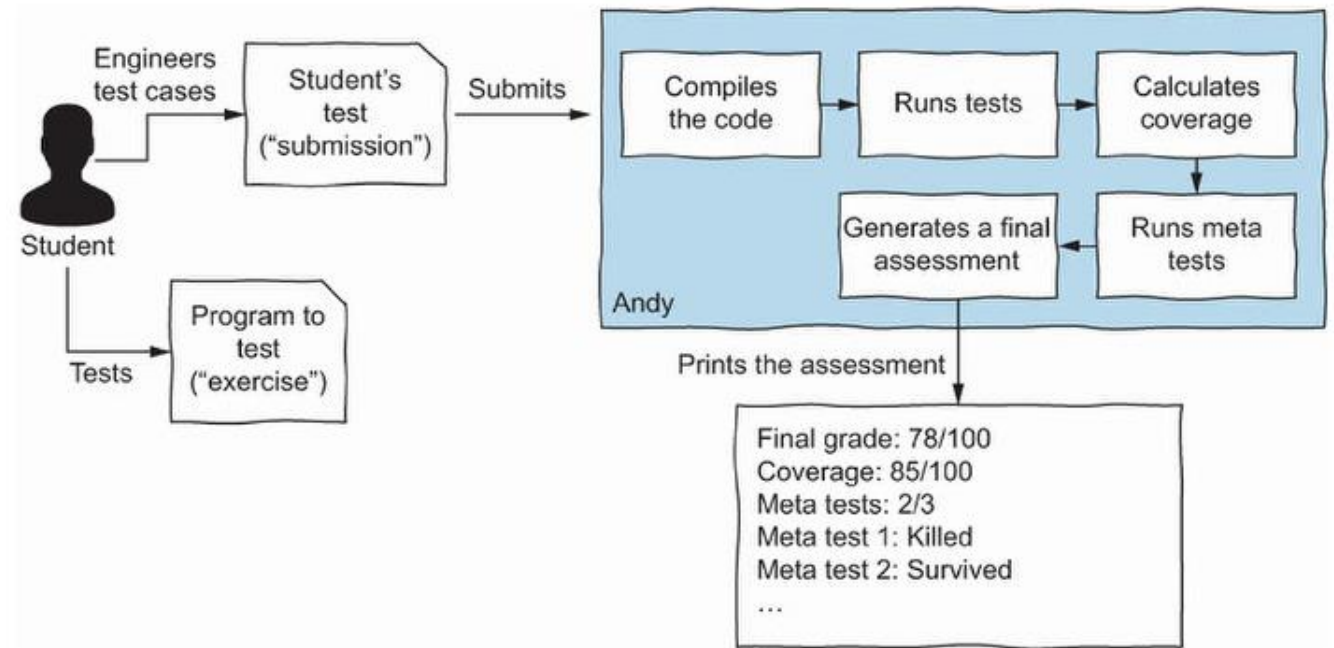 Engineers
test cases
Student's
test
(“submission”)
Submits
Student
Tests
Program to
test
(“exercise”)
Compiles
the code
Runs tests
Calculates
coverage
Runs meta
tests
Generates a final
assessment
Andy
Prints the assessment
Final grade: 78/100
Coverage: 85/100
Meta tests: 2/3
Meta test 1: Killed
Meta test 2: Survived
…